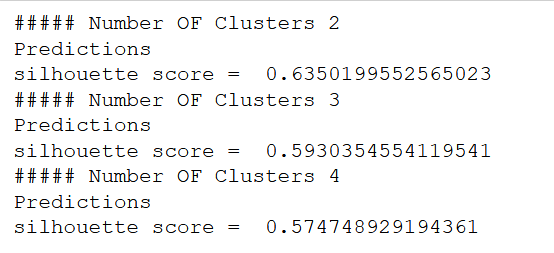 ##### Number OF Clusters 2
Predictions
silhouette score =  0.6350199552565023
##### Number OF Clusters 3
Predictions
silhouette score =  0.5930354554119541
##### Number OF Clusters 4
Predictions
silhouette score =  0.574748929194361